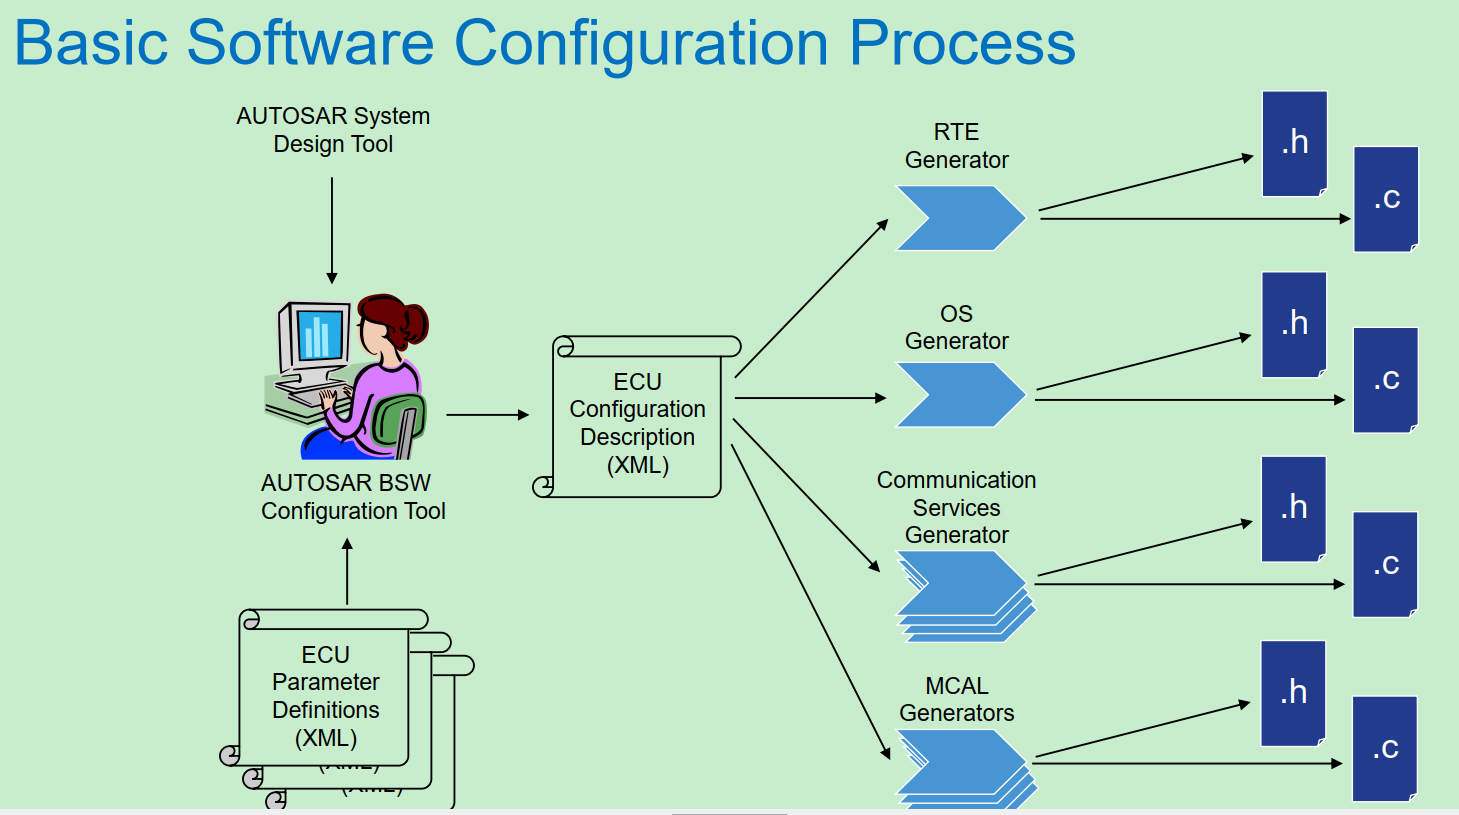 Basic Software Configuration Process
AUTOSAR System
Design Tool
AUTOSAR BSW
Configuration Tool
ECU
Parameter
Definitions
(XML)
(XML)
(XML)
ECU
Configuration
Description
(XML)
RTE
Generator
.h
.c
OS
Generator
.h
.c
Communication
Services
Generator
.h
.c
MCAL
Generators
.h
.c